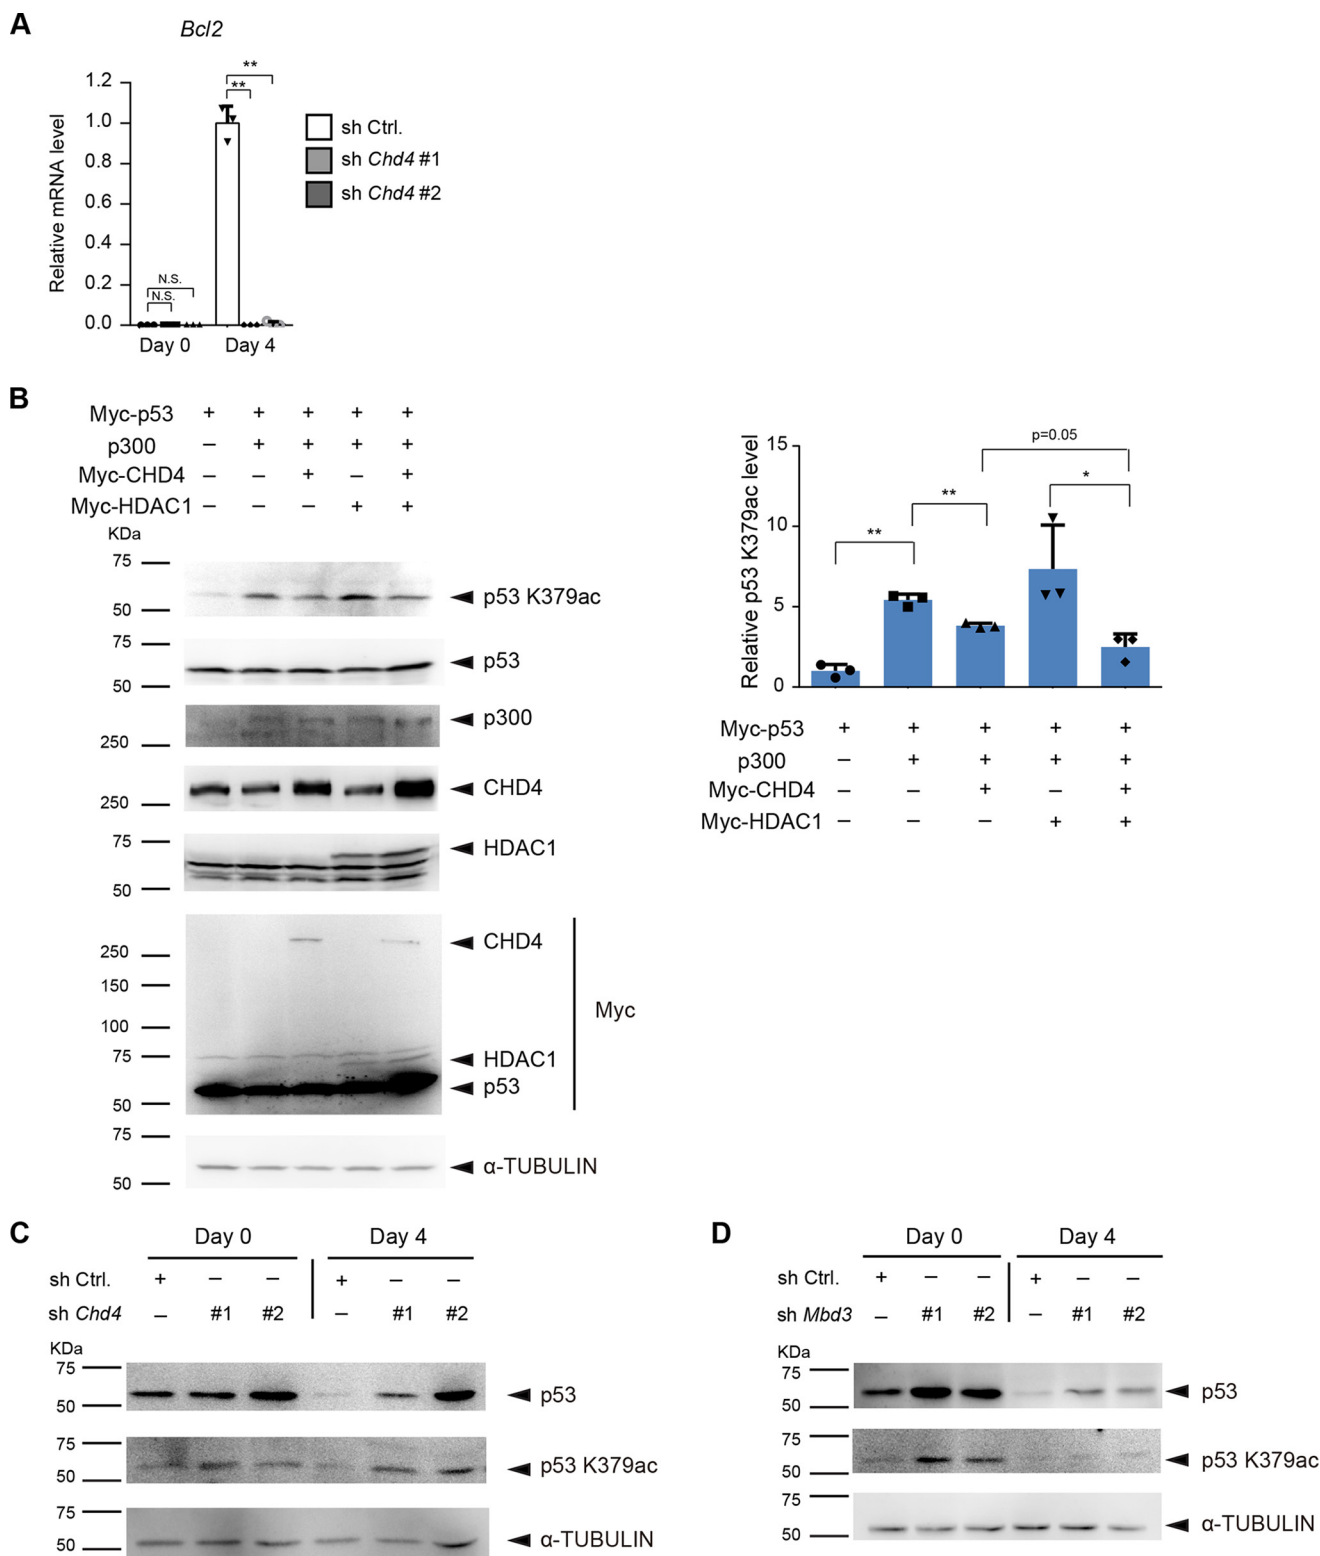 A
Bcl2
Relative mRNA level
1.2
1.0
0.8
0.6
0.4
0.2
0.0
**
**
N.S.
N.S.
Day 0 Day 4
sh Ctrl.
sh Chd4 #1
sh Chd4 #2
B
Myc-p53 + + + + +
p300 – + + + +
Myc-CHD4 – – + – +
Myc-HDAC1 – – – + +
KDa
75
50
p53 K379ac
75
50
p53
250
p300
250
CHD4
75
50
HDAC1
250
150
100
75
50
CHD4
HDAC1
p53
Myc
75
50
α-TUBULIN
Relative p53 K379ac level
15
10
5
0
**
**
p=0.05
*
Myc-p53 + + + + +
p300 – + + + +
Myc-CHD4 – – + – +
Myc-HDAC1 – – – + +
C
Day 0 Day 4
sh Ctrl. + – – + – –
sh Chd4 – #1 #2 – #1 #2
KDa
75
50
p53
75
50
p53 K379ac
75
50
α-TUBULIN
D
Day 0 Day 4
sh Ctrl. + – – + – –
sh Mbd3 – #1 #2 – #1 #2
KDa
75
50
p53
75
50
p53 K379ac
75
50
α-TUBULIN